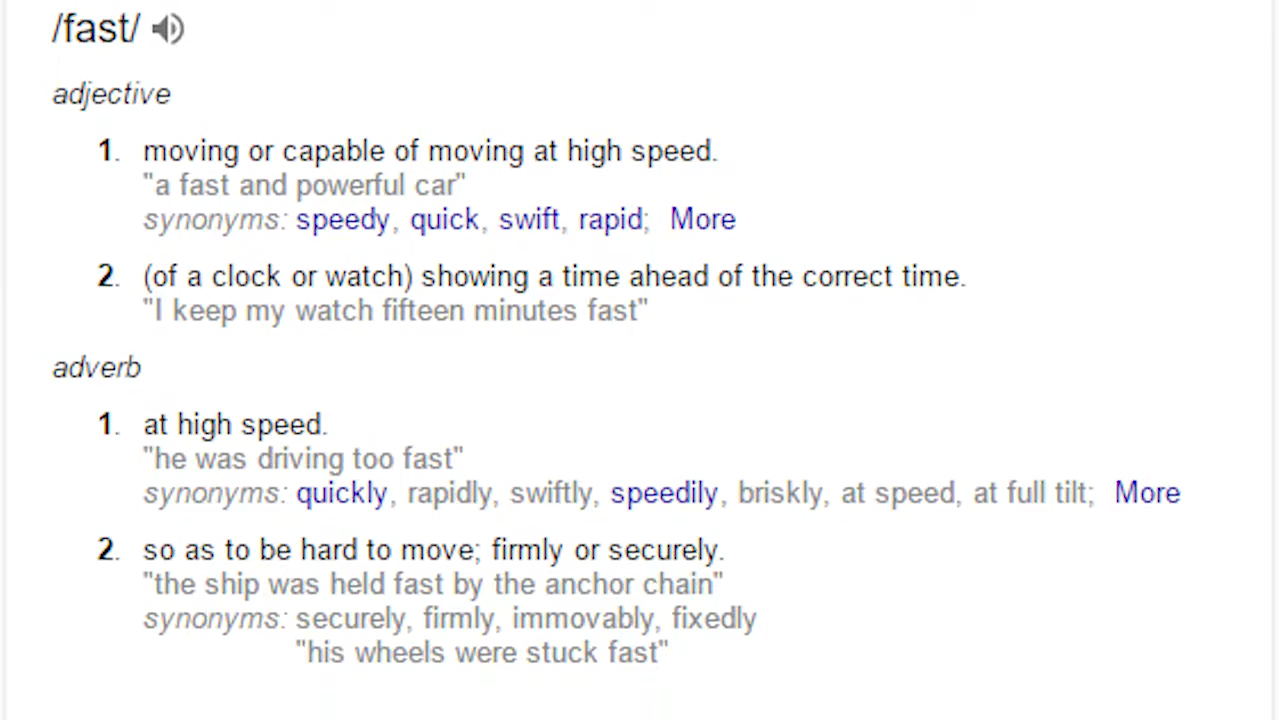 /fast/
adjective
1. moving or capable of moving at high speed.
"a fast and powerful car"
synonyms: speedy, quick, swift, rapid; More
2. (of a clock or watch) showing a time ahead of the correct time.
"I keep my watch fifteen minutes fast"
adverb
1. at high speed.
"he was driving too fast"
synonyms: quickly, rapidly, swiftly, speedily, briskly, at speed, at full tilt; More
2. so as to be hard to move; firmly or securely.
"the ship was held fast by the anchor chain"
synonyms: securely, firmly, immovably, fixedly
"his wheels were stuck fast"